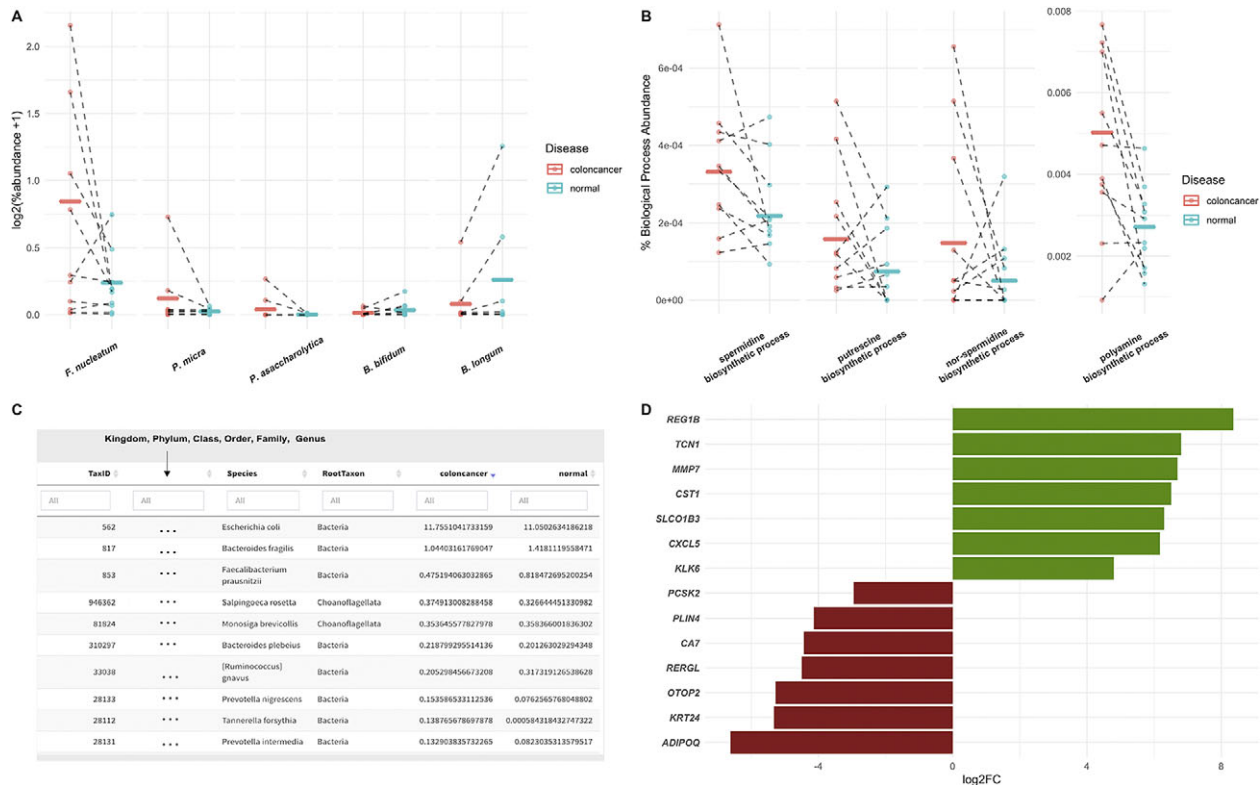 A
log2(%abundance +1)
2.0
1.5
1.0
0.5
0.0
F. nucleatum
P. micra
P. asaccharolytica
B. bifidum
B. longum
Disease
coloncancer
normal
B
% Biological Process Abundance
6e-04
4e-04
2e-04
0e+00
0.008
0.006
0.004
0.002
spermidine
biosynthetic process
putrescine
biosynthetic process
nor-spermidine
biosynthetic process
polyamine
biosynthetic process
Disease
coloncancer
normal
C
Kingdom, Phylum, Class, Order, Family, Genus
TaxID Species RootTaxon coloncancer normal
All All All All All All
562 ... Escherichia coli Bacteria 11.7551041733159 11.0502634186218
817 ... Bacteroides fragilis Bacteria 1.04403161769047 1.4181119558471
853 ... Faecalibacterium
prausnitzii Bacteria 0.475194063032865 0.818472695200254
946362 ... Salpingoeca rosetta Choanoflagellata 0.374913008288458 0.326644451330982
81824 ... Monosiga brevicollis Choanoflagellata 0.353645577827978 0.358366001836302
310297 ... Bacteroides plebeius Bacteria 0.218799295514136 0.201263029294348
33038 ... [Ruminococcus]
gnavus Bacteria 0.205298456673208 0.317319126538628
28133 ... Prevotella nigrescens Bacteria 0.153586533112536 0.0762565768048802
28112 ... Tannerella forsythia Bacteria 0.138765678697878 0.000584318432747322
28131 ... Prevotella intermedia Bacteria 0.132903835732265 0.0823035313579517
D
REG1B
TCN1
MMP7
CST1
SLCO1B3
CXCL5
KLK6
PCSK2
PLIN4
CA7
RERGL
OTOP2
KRT24
ADIPOQ
-4 0 4 8
log2FC